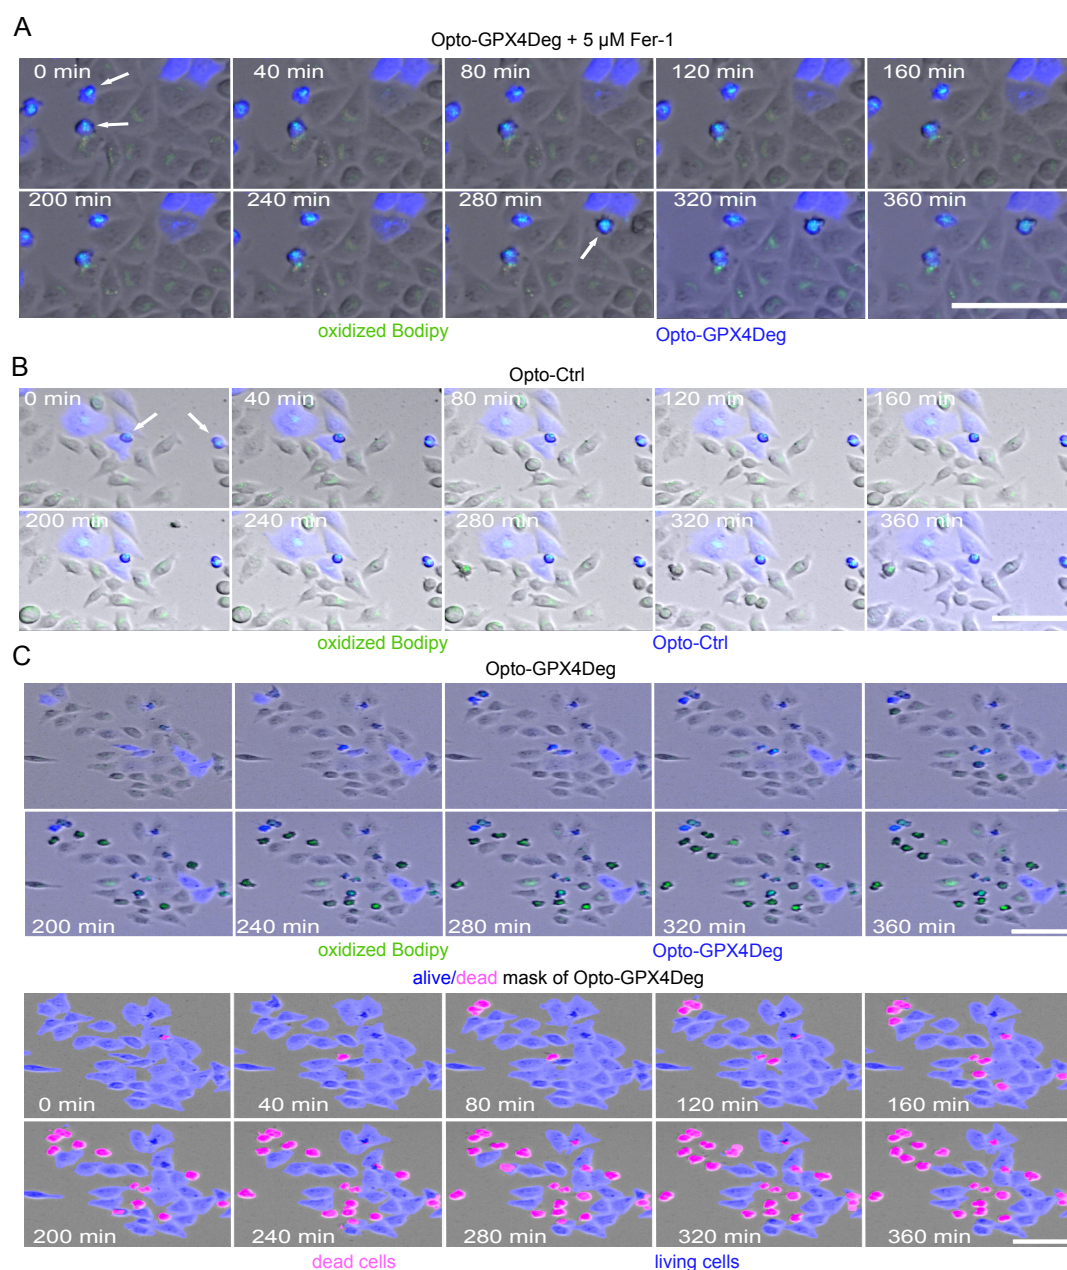 A
Opto-GPX4Deg + 5 µM Fer-1
0 min 40 min 80 min 120 min 160 min
200 min 240 min 280 min 320 min 360 min
oxidized Bodipy Opto-GPX4Deg
B
Opto-Ctrl
0 min 40 min 80 min 120 min 160 min
200 min 240 min 280 min 320 min 360 min
oxidized Bodipy Opto-Ctrl
C
Opto-GPX4Deg
200 min 240 min 280 min 320 min 360 min
oxidized Bodipy Opto-GPX4Deg
alive/dead mask of Opto-GPX4Deg
0 min 40 min 80 min 120 min 160 min
200 min 240 min 280 min 320 min 360 min
dead cells living cells